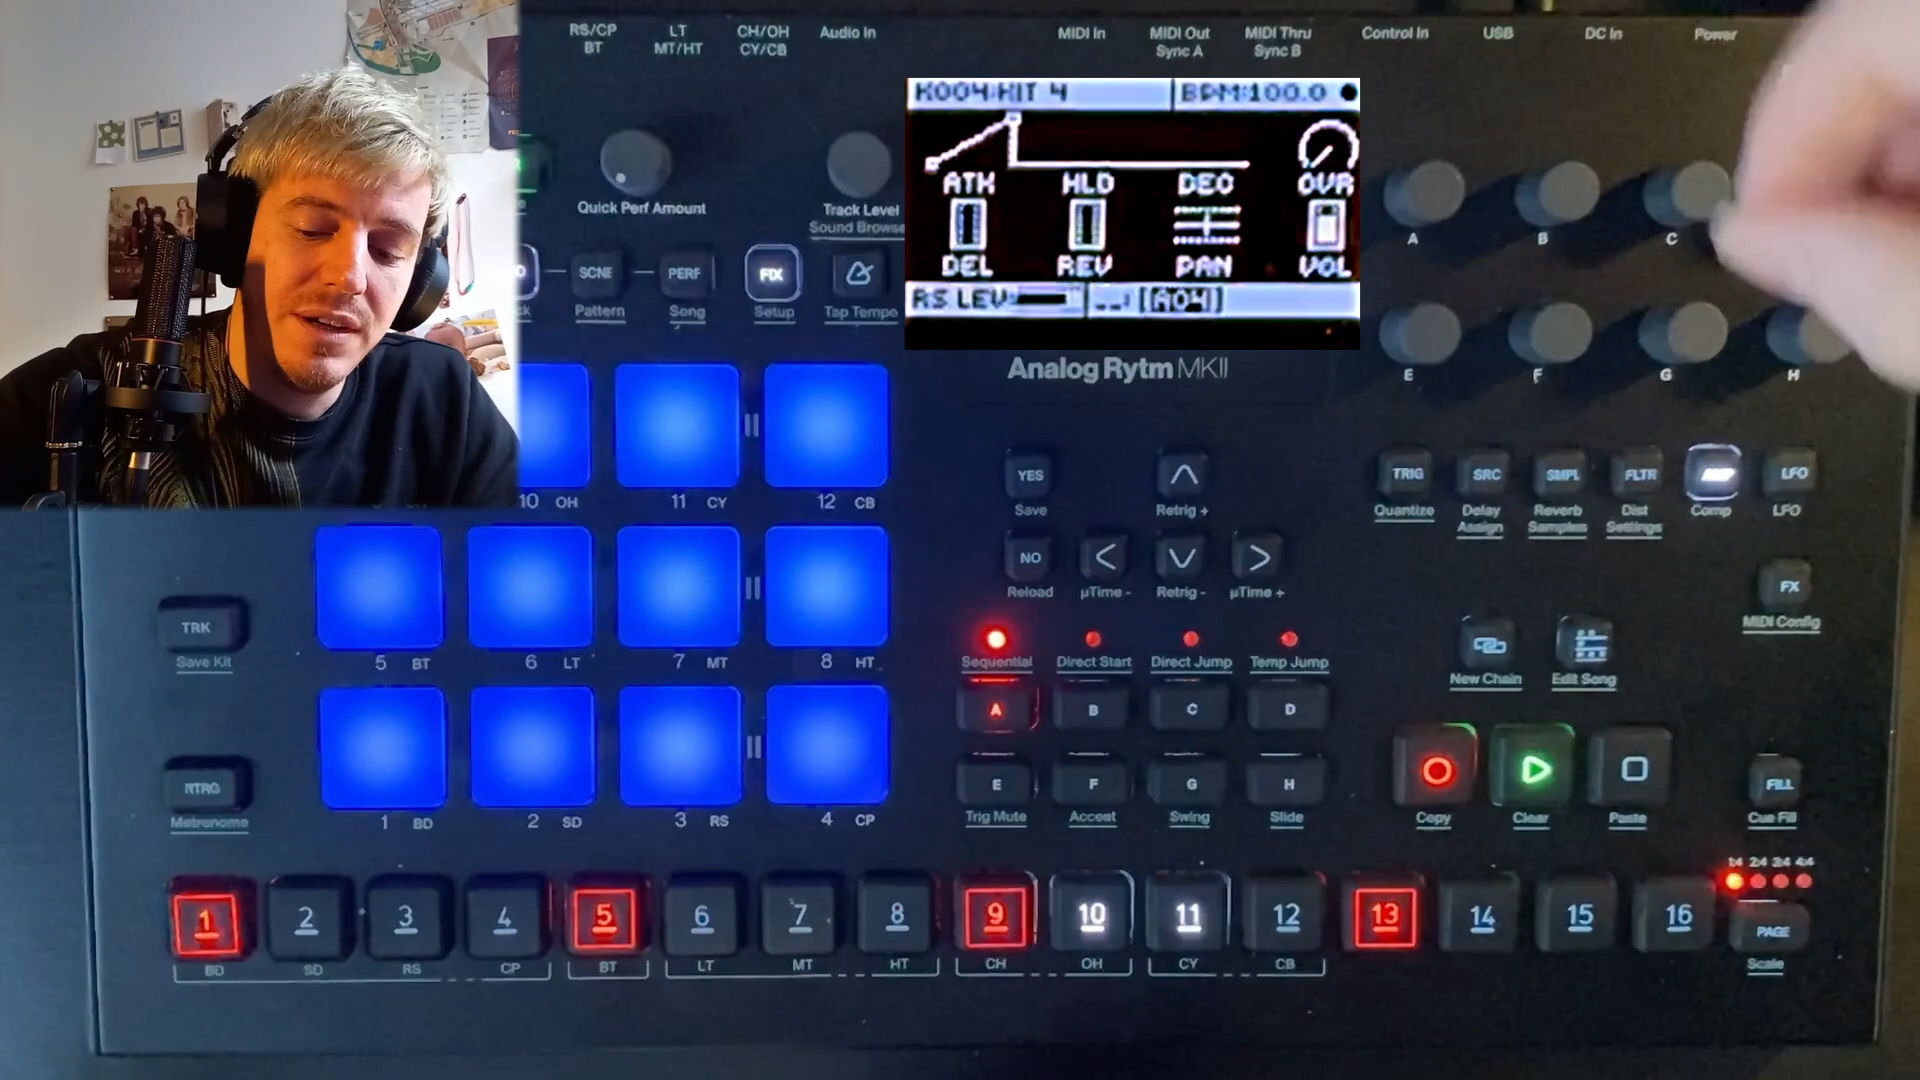 RS/CP
BT
LT
MT/HT
CH/OH
CY/CB
Audio In
MIDI In
MIDI Out
Sync A
MIDI Thru
Sync B
Control In
USB
DC In
Power
K004:KIT 4
BPM:100.0
ATK HLD DEC OVR
DEL REV PAN VOL
RS LEV:
[[A04]]
Quick Perf Amount
Track Level
Sound Browse
A B C
E F G H
SCNE
PERF
FIX
Pattern
Song
Setup
Tap Tempo
Analog Rytm MKII
YES
Save
Retrig +
NO
Reload
µTime -
Retrig -
µTime +
TRIG
SRC
SMPL
FLTR
AMP
LFO
Quantize
Delay
Assign
Reverb
Samples
Dist
Settings
Comp
LFO
FX
MIDI Config
10 OH
11 CY
12 CB
TRK
Save Kit
5 BT
6 LT
7 MT
8 HT
RTRG
Metronome
1 BD
2 SD
3 RS
4 CP
Sequential
Direct Start
Direct Jump
Temp Jump
A B C D
E F G H
Trig Mute
Accent
Swing
Slide
New Chain
Edit Song
Copy
Clear
Paste
FILL
Cue Fill
1:4 2:4 3:4 4:4
1 2 3 4 5 6 7 8 9 10 11 12 13 14 15 16
PAGE
Scale
BD SD RS CP BT LT MT HT CH OH CY CB